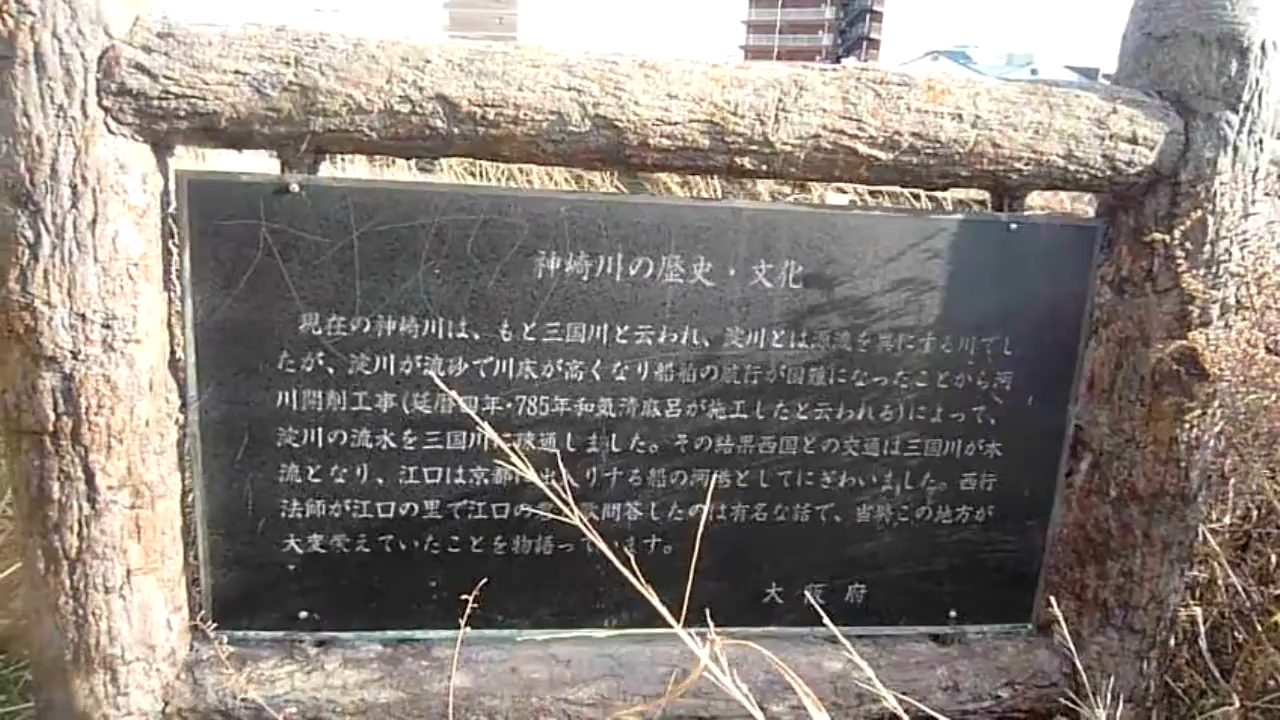 神崎川の歴史・文化
現在の神崎川は、もと三国川と云われ、淀川とは源流を異にする川でし
たが、淀川が流砂で川床が高くなり船舶の航行が困難になったことから河
川開削工事(延暦四年・785年和気清麻呂が施工したと云われる)によって、
淀川の流水を三国川に疎通しました。その結果西国との交通は三国川が本
流となり、江口は京都に出入りする船の河港としてにぎわいました。西行
法師が江口の里で江口の 歌問答したのは有名な話で、当時この地方が
大変栄えていたことを物語っています。
大阪府